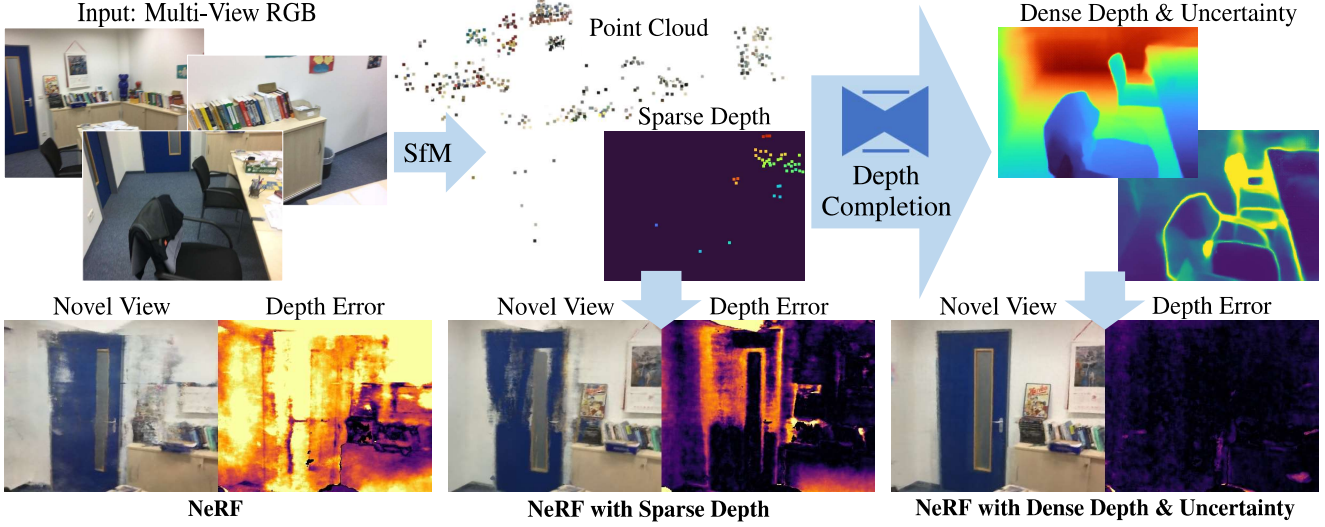 Input: Multi-View RGB
Point Cloud
Dense Depth & Uncertainty
SfM
Sparse Depth
Depth
Completion
Novel View
Depth Error
Novel View
Depth Error
Novel View
Depth Error
NeRF
NeRF with Sparse Depth
NeRF with Dense Depth & Uncertainty